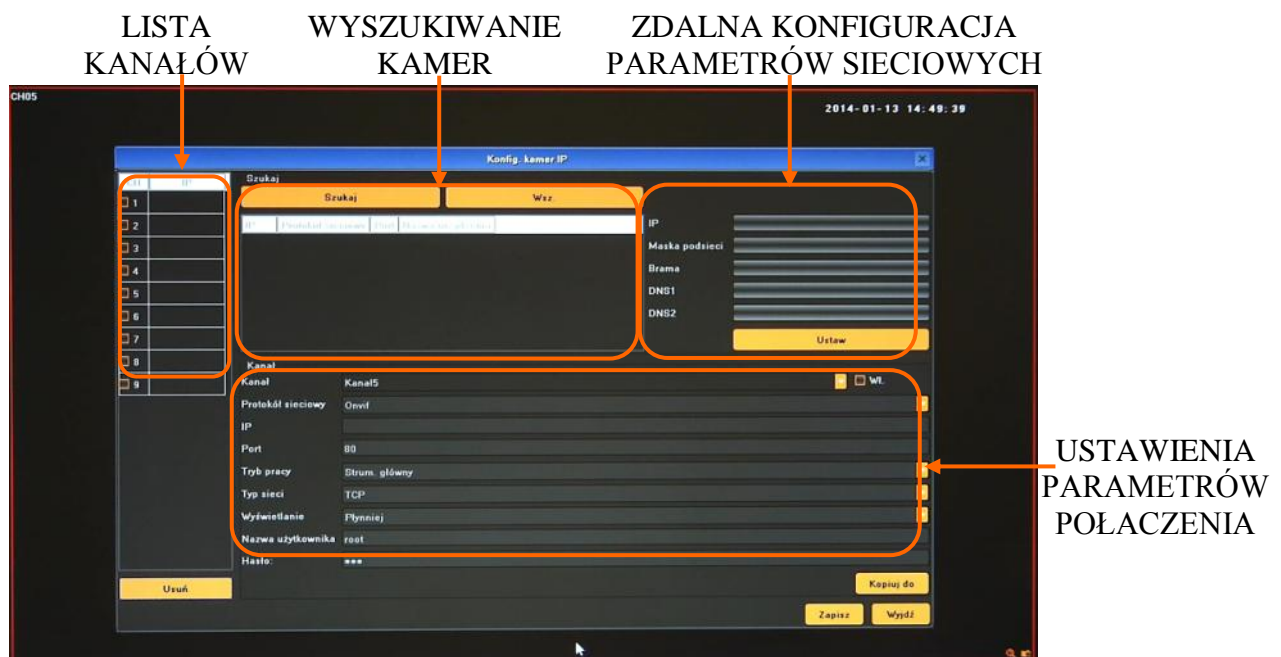 LISTA
KANAŁÓW
WYSZUKIWANIE
KAMER
ZDALNA KONFIGURACJA
PARAMETRÓW SIECIOWYCH
CH05
2014-01-13 14:49:39
Konfig. kamer IP
IP
Szukaj
Szukaj Wsz.
1
2
3
4
5
6
7
8
9
IP Port
IP
Maska podsieci
Brama
DNS1
DNS2
Ustaw
Kanał
Kanał Kanał5 Wł.
Protokół sieciowy Onvif
IP
Port 80
Tryb pracy Strum. główny
Typ sieci TCP
Wyświetlanie Płynniej
Nazwa użytkownika root
Hasło: ***
Usuń
Kopiuj do
Zapisz Wyjdź
USTAWIENIA
PARAMETRÓW
POŁACZENIA